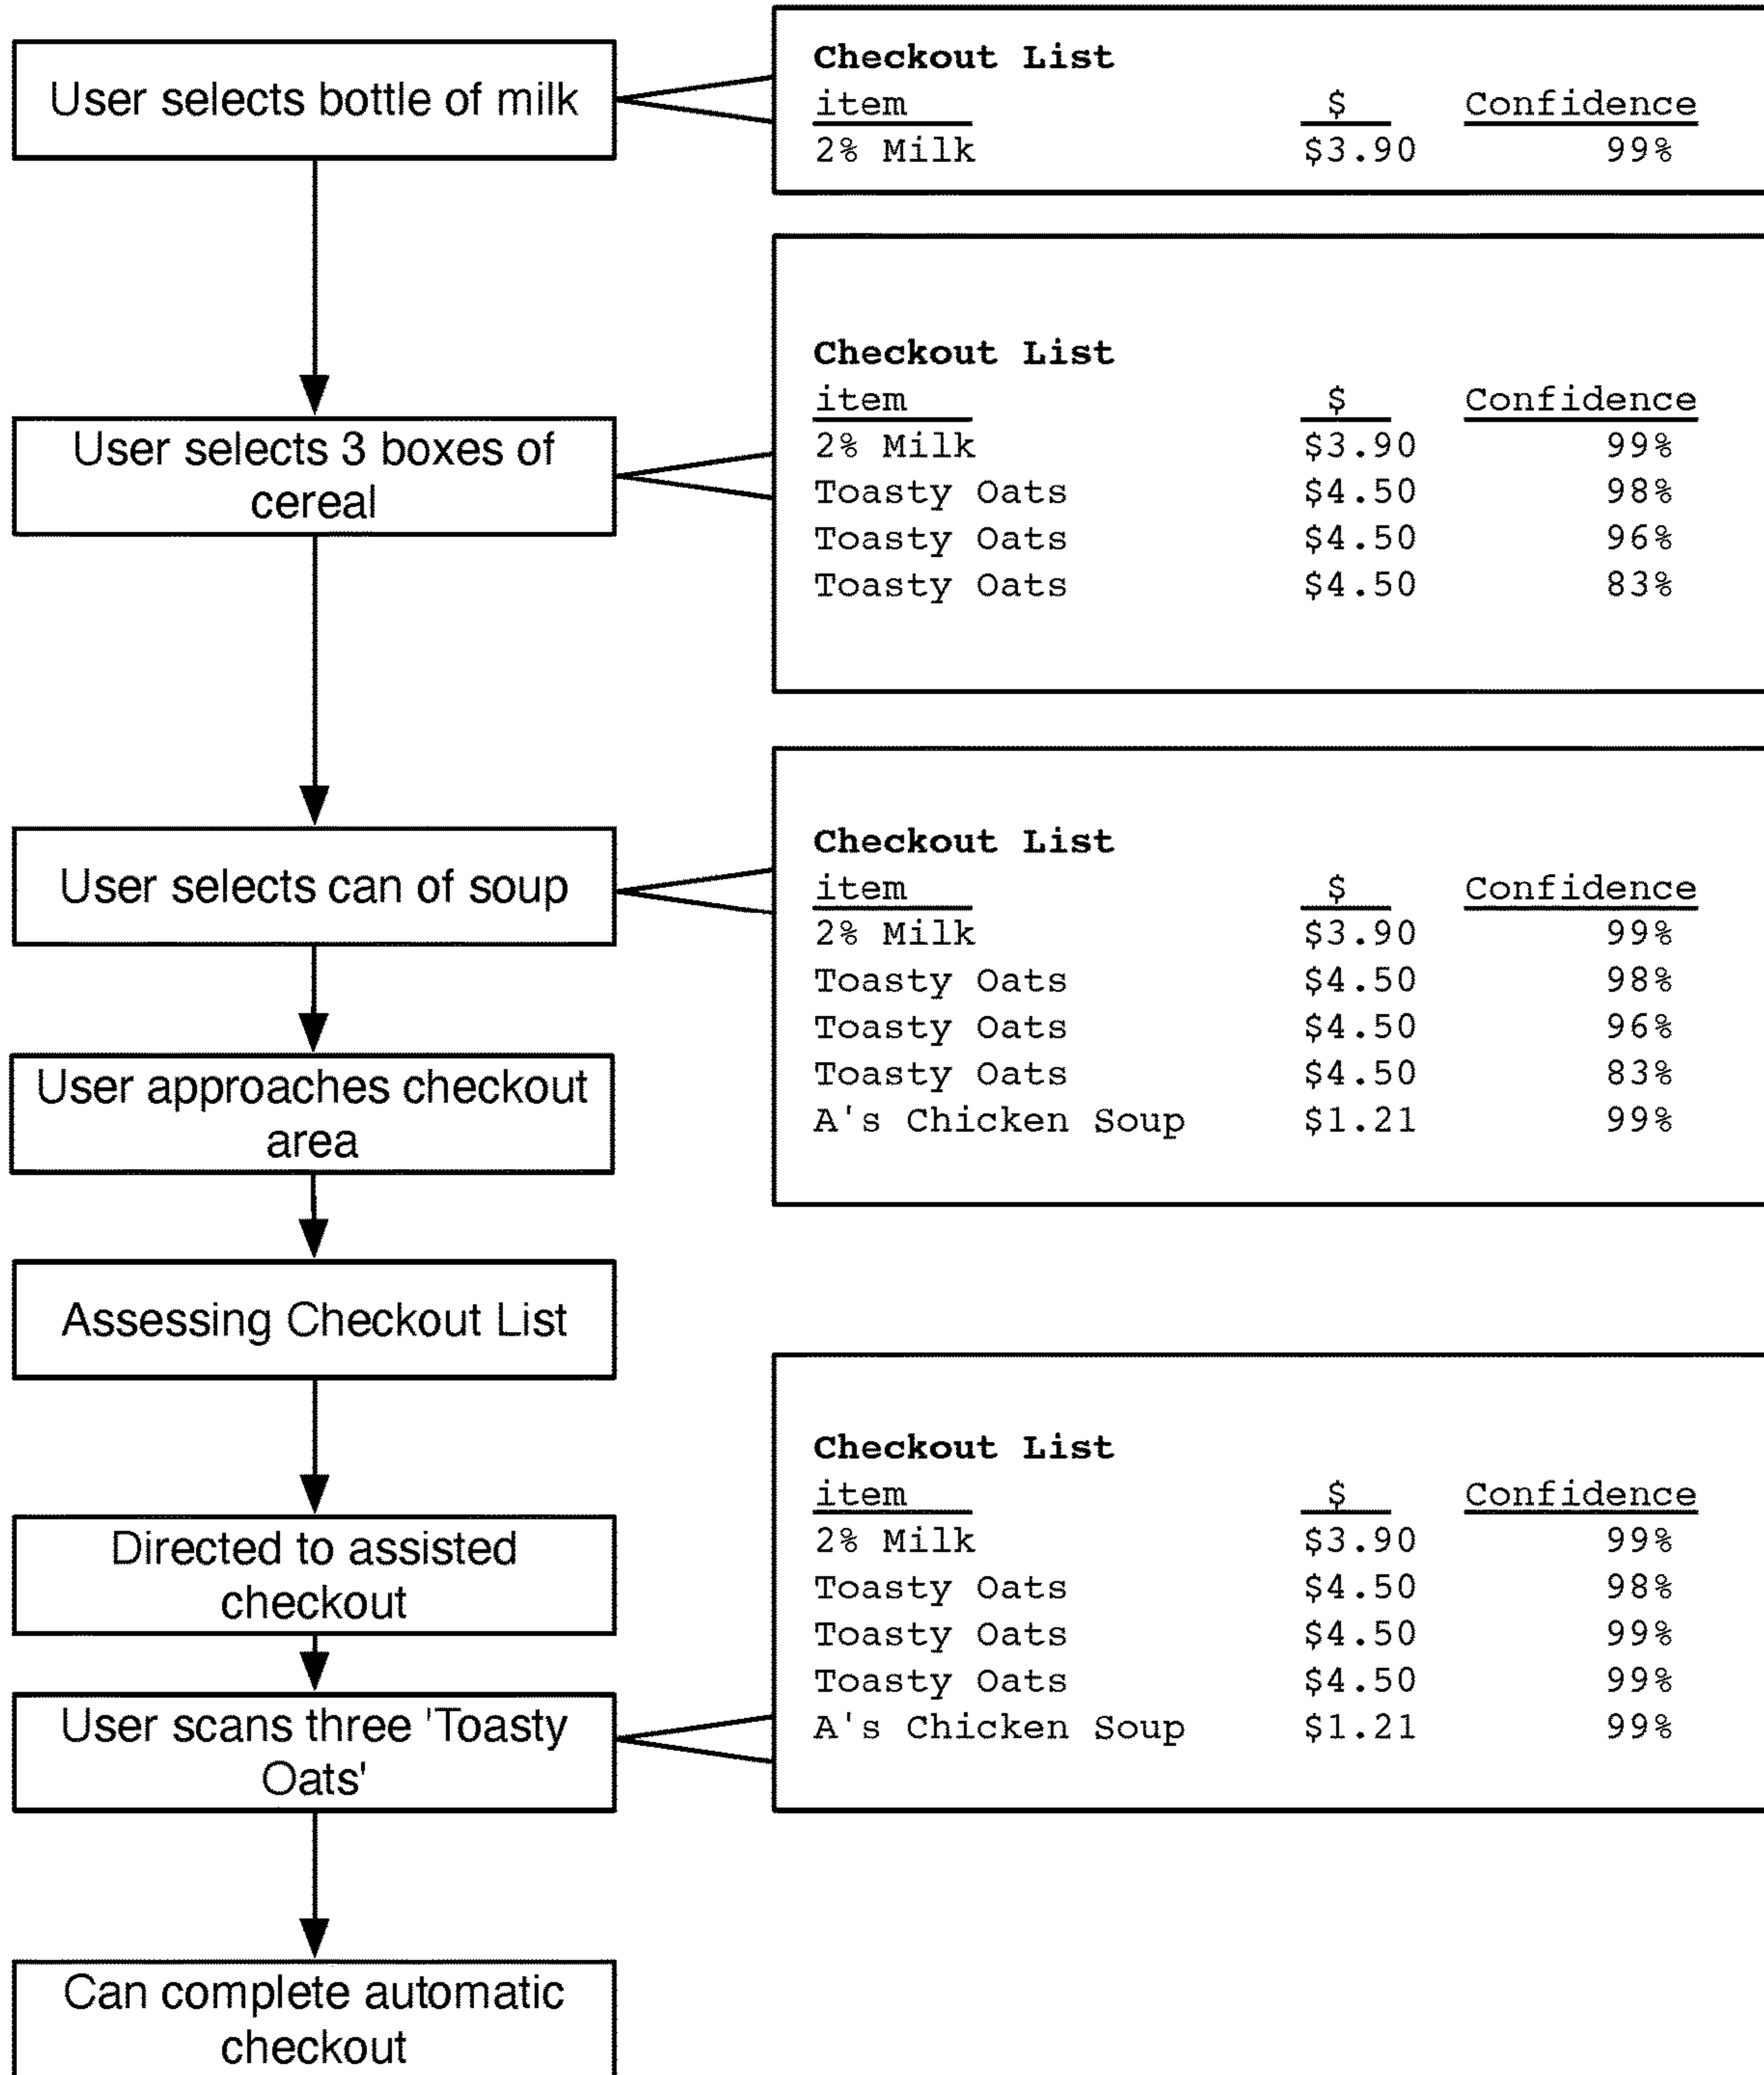 User selects bottle of milk
Checkout List
item $ Confidence
2% Milk $3.90 99%
User selects 3 boxes of
cereal
Checkout List
item $ Confidence
2% Milk $3.90 99%
Toasty Oats $4.50 98%
Toasty Oats $4.50 96%
Toasty Oats $4.50 83%
User selects can of soup
Checkout List
item $ Confidence
2% Milk $3.90 99%
Toasty Oats $4.50 98%
Toasty Oats $4.50 96%
Toasty Oats $4.50 83%
A's Chicken Soup $1.21 99%
User approaches checkout
area
Assessing Checkout List
Directed to assisted
checkout
User scans three 'Toasty
Oats'
Checkout List
item $ Confidence
2% Milk $3.90 99%
Toasty Oats $4.50 98%
Toasty Oats $4.50 99%
Toasty Oats $4.50 99%
A's Chicken Soup $1.21 99%
Can complete automatic
checkout